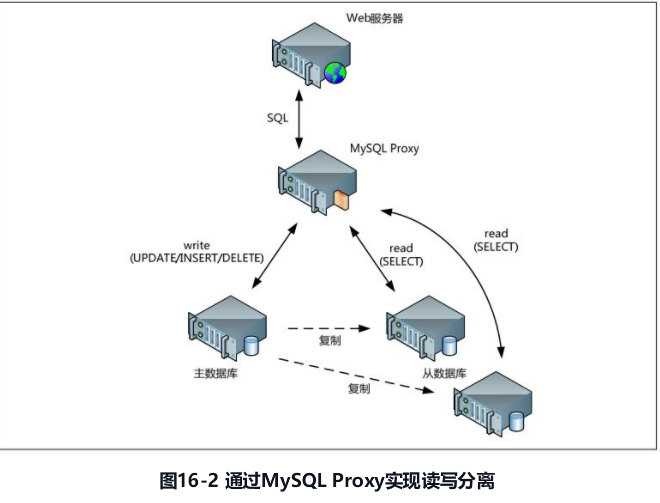 Web服务器
SQL
MySQL Proxy
write
(UPDATE/INSERT/DELETE)
read
(SELECT)
read
(SELECT)
复制
主数据库
从数据库
复制
图16-2 通过MySQL Proxy实现读写分离